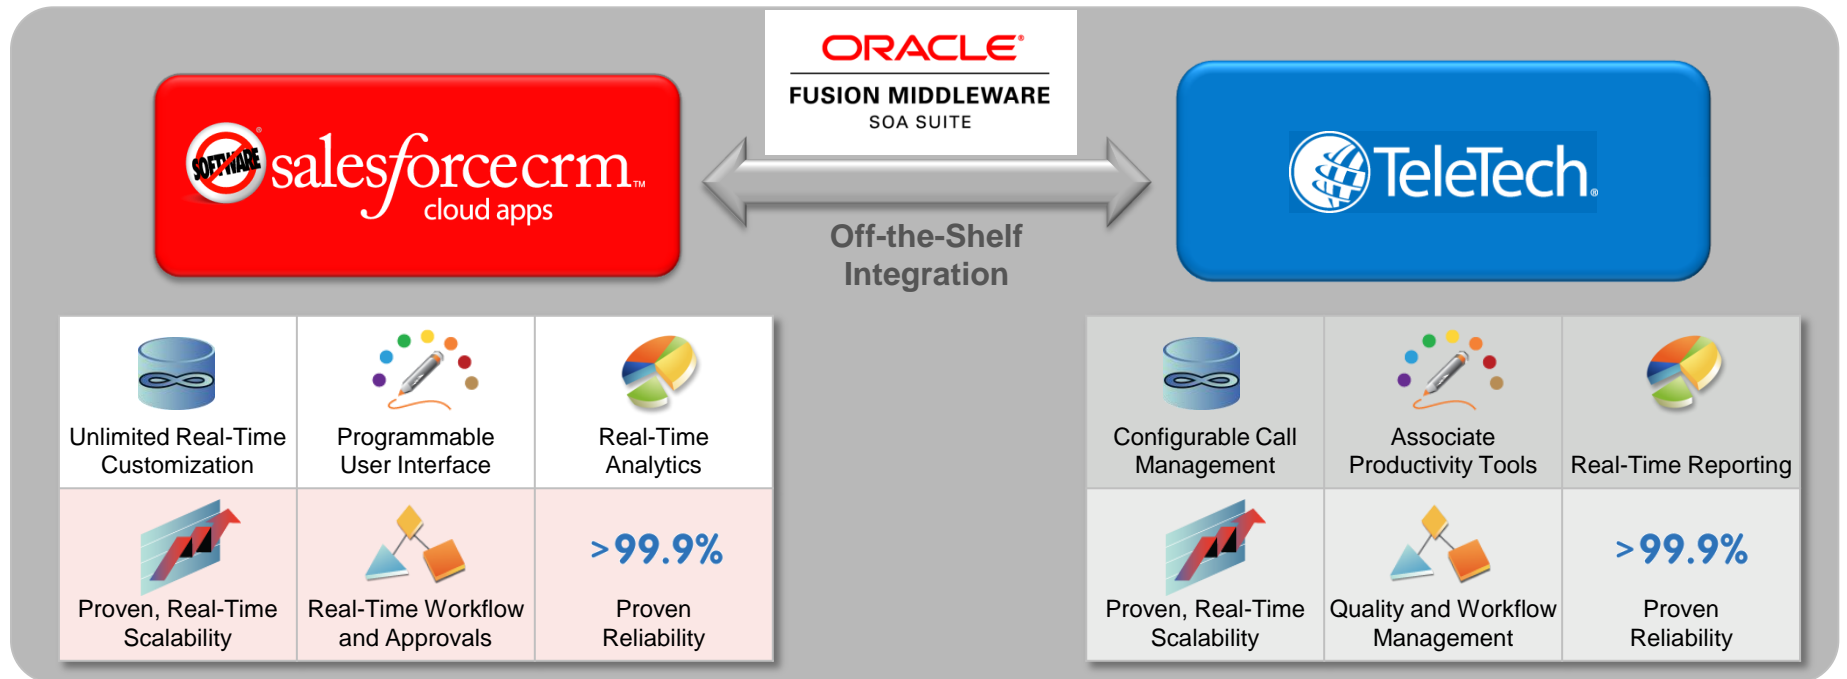 ORACLE®
FUSION MIDDLEWARE
SOA SUITE
SOFTWARE
salesforcecrm™
cloud apps
TeleTech®
Off-the-Shelf
Integration
Unlimited Real-Time
Customization
Programmable
User Interface
Real-Time
Analytics
Proven, Real-Time
Scalability
Real-Time Workflow
and Approvals
>99.9%
Proven
Reliability
Configurable Call
Management
Associate
Productivity Tools
Real-Time Reporting
Proven, Real-Time
Scalability
Quality and Workflow
Management
>99.9%
Proven
Reliability